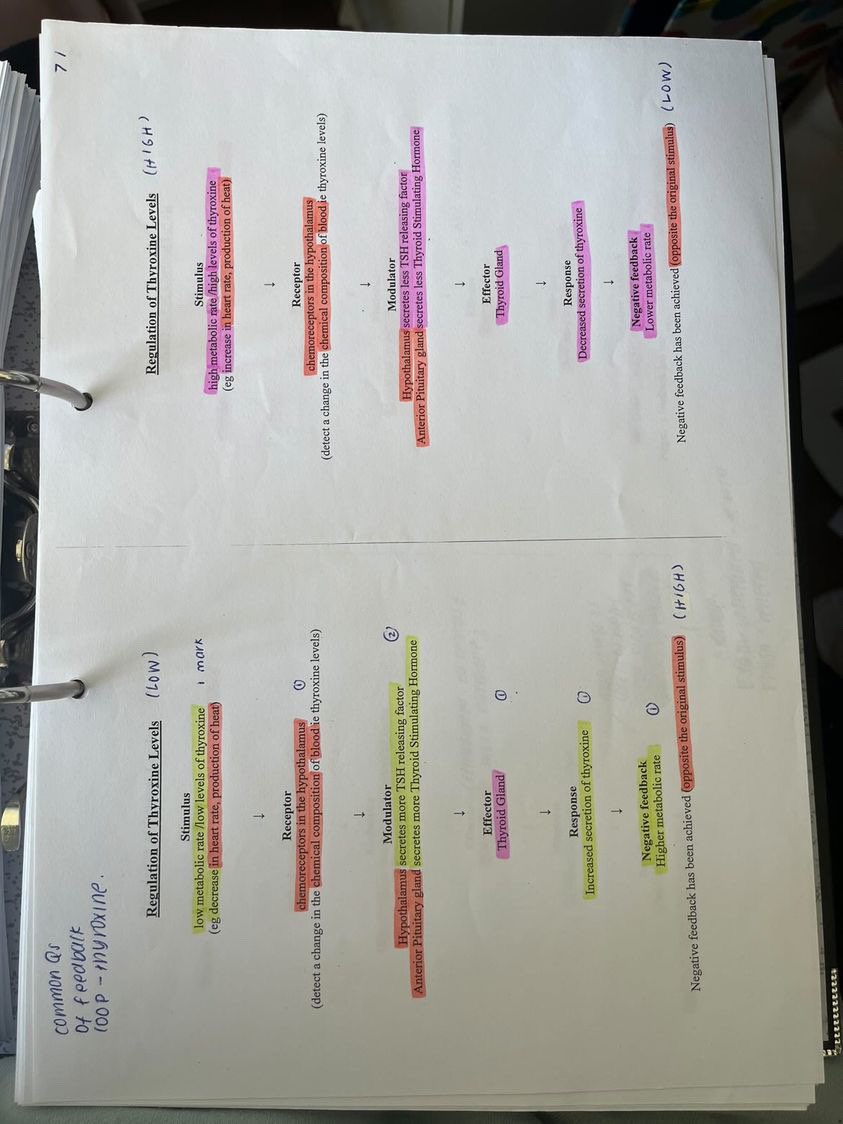 common Qs
of feedback
loop - thyroxine.
Regulation of Thyroxine Levels (LOW)
Stimulus 1 mark
low metabolic rate /low levels of thyroxine
(eg decrease in heart rate, production of heat)
↓
Receptor
chemoreceptors in the hypothalamus ①
(detect a change in the chemical composition of blood ie thyroxine levels)
↓
Modulator
Hypothalamus secretes more TSH releasing factor ②
Anterior Pituitary gland secretes more Thyroid Stimulating Hormone
↓
Effector
Thyroid Gland ①
↓
Response
Increased secretion of thyroxine ①
↓
Negative feedback
Higher metabolic rate ①
Negative feedback has been achieved (opposite the original stimulus) (HIGH)
71
Regulation of Thyroxine Levels (HIGH)
Stimulus
high metabolic rate /high levels of thyroxine
(eg increase in heart rate, production of heat)
↓
Receptor
chemoreceptors in the hypothalamus
(detect a change in the chemical composition of blood ie thyroxine levels)
↓
Modulator
Hypothalamus secretes less TSH releasing factor
Anterior Pituitary gland secretes less Thyroid Stimulating Hormone
↓
Effector
Thyroid Gland
↓
Response
Decreased secretion of thyroxine
↓
Negative feedback
Lower metabolic rate
Negative feedback has been achieved (opposite the original stimulus) (LOW)